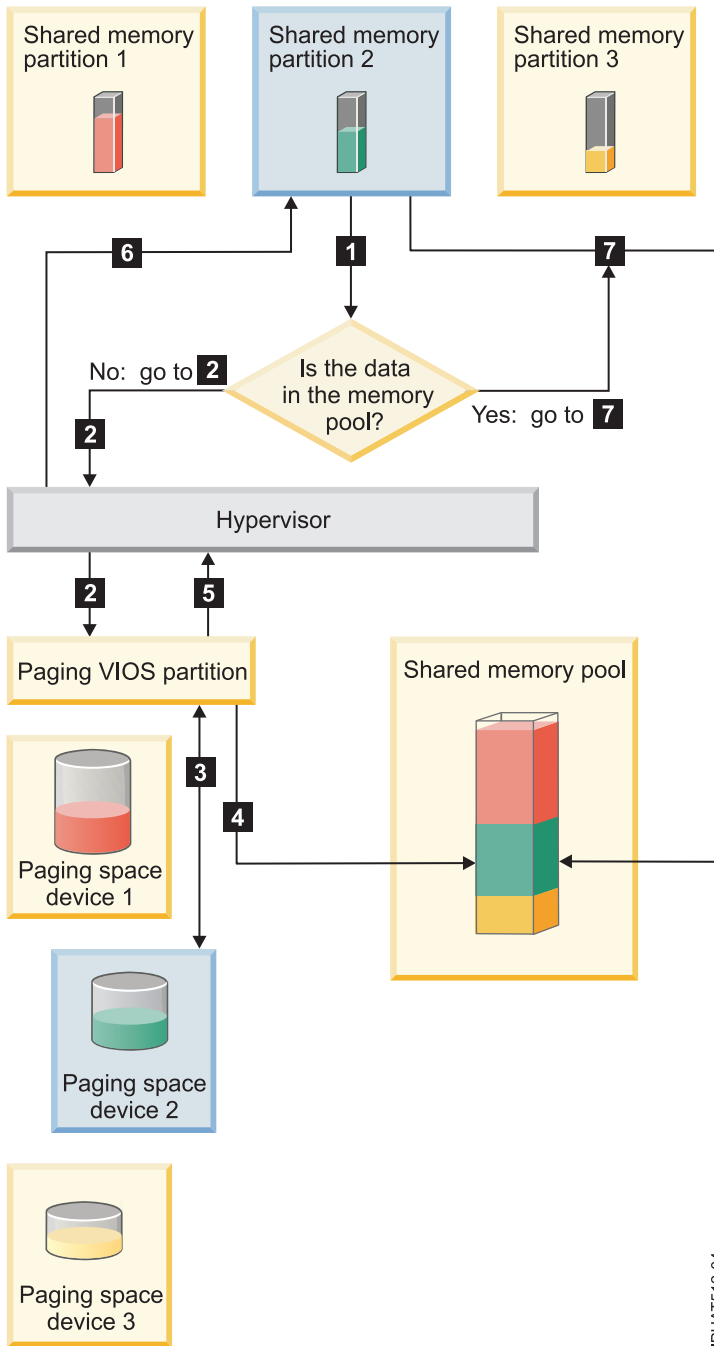 Shared memory
partition 1
Shared memory
partition 2
Shared memory
partition 3
6
1
7
No: go to 2
Is the data
in the memory
pool?
Yes: go to 7
2
Hypervisor
2
5
Paging VIOS partition
Shared memory pool
3
4
Paging space
device 1
Paging space
device 2
Paging space
device 3